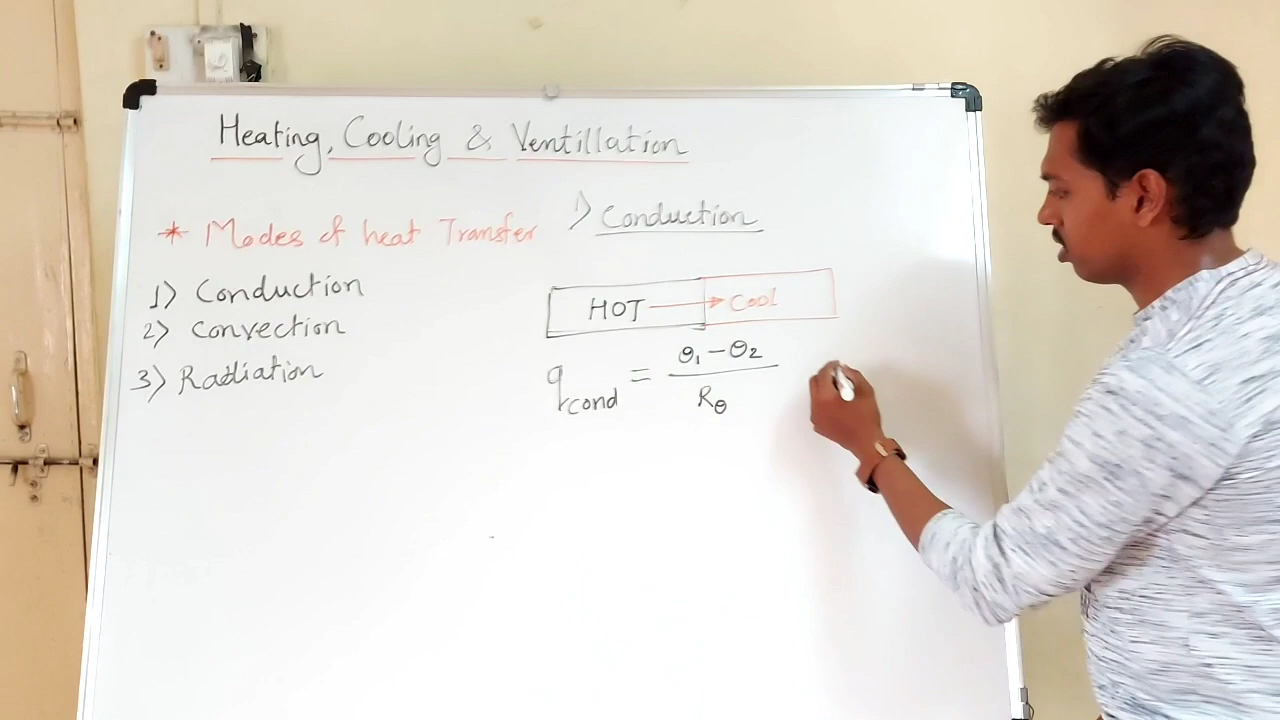 Heating, Cooling & Ventillation
* Modes of heat Transfer
1) Conduction
2) Convection
3) Radiation
1) Conduction
HOT → Cool
qcond = θ1 - θ2 / Rθ